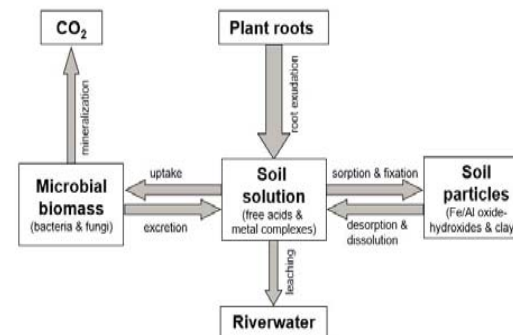 CO2
Plant roots
mineralization
root exudation
Microbial
biomass
(bacteria & fungi)
uptake
excretion
Soil
solution
(free acids &
metal complexes)
sorption & fixation
desorption &
dissolution
Soil
particles
(Fe/Al oxide-
hydroxides & clay
leaching
Riverwater